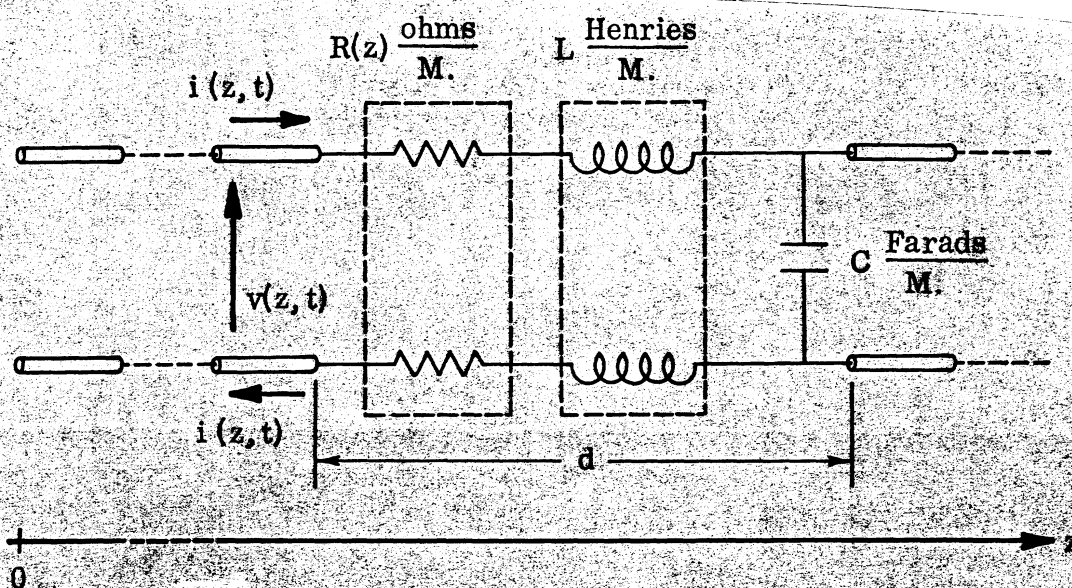 R(z) ohms
M.
L Henries
M.
i (z, t)
v(z, t)
C Farads
M.
i (z, t)
d
z
0